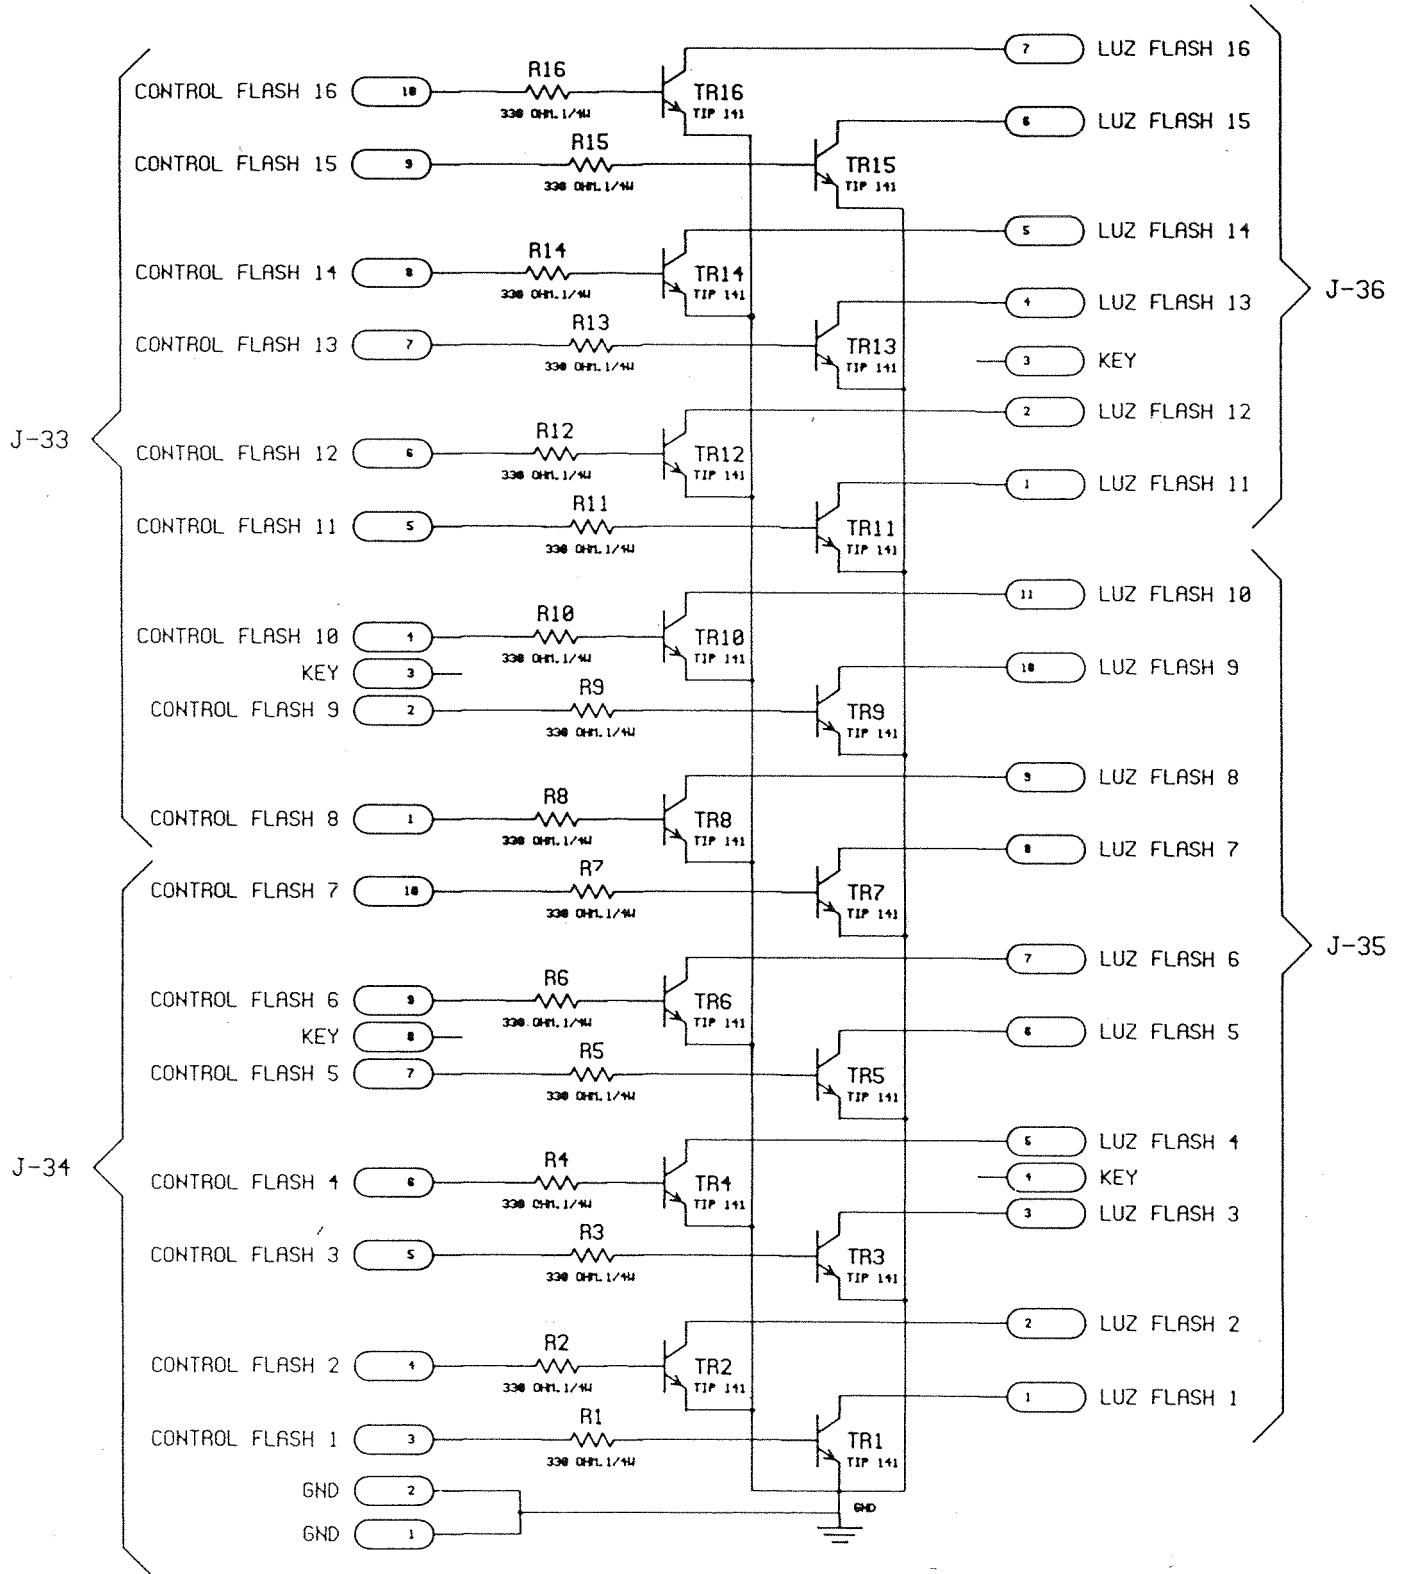 LUZ FLASH 16 7
CONTROL FLASH 16 10 R16 330 OHM.1/4W TR16 TIP 141
LUZ FLASH 15 6
CONTROL FLASH 15 9 R15 330 OHM.1/4W TR15 TIP 141
5 LUZ FLASH 14
CONTROL FLASH 14 8 R14 330 OHM.1/4W TR14 TIP 141
J-36
4 LUZ FLASH 13
CONTROL FLASH 13 7 R13 330 OHM.1/4W TR13 TIP 141
3 KEY
2 LUZ FLASH 12
J-33
CONTROL FLASH 12 6 R12 330 OHM.1/4W TR12 TIP 141
1 LUZ FLASH 11
CONTROL FLASH 11 5 R11 330 OHM.1/4W TR11 TIP 141
11 LUZ FLASH 10
CONTROL FLASH 10 4 R10 330 OHM.1/4W TR10 TIP 141
KEY 3
10 LUZ FLASH 9
CONTROL FLASH 9 2 R9 330 OHM.1/4W TR9 TIP 141
9 LUZ FLASH 8
CONTROL FLASH 8 1 R8 330 OHM.1/4W TR8 TIP 141
8 LUZ FLASH 7
CONTROL FLASH 7 10 R7 330 OHM.1/4W TR7 TIP 141
J-35
7 LUZ FLASH 6
CONTROL FLASH 6 9 R6 330 OHM.1/4W TR6 TIP 141
KEY 8
6 LUZ FLASH 5
CONTROL FLASH 5 7 R5 330 OHM.1/4W TR5 TIP 141
5 LUZ FLASH 4
J-34
CONTROL FLASH 4 6 R4 330 OHM.1/4W TR4 TIP 141
4 KEY
3 LUZ FLASH 3
CONTROL FLASH 3 5 R3 330 OHM.1/4W TR3 TIP 141
2 LUZ FLASH 2
CONTROL FLASH 2 4 R2 330 OHM.1/4W TR2 TIP 141
1 LUZ FLASH 1
CONTROL FLASH 1 3 R1 330 OHM.1/4W TR1 TIP 141
GND 2
GND
GND 1